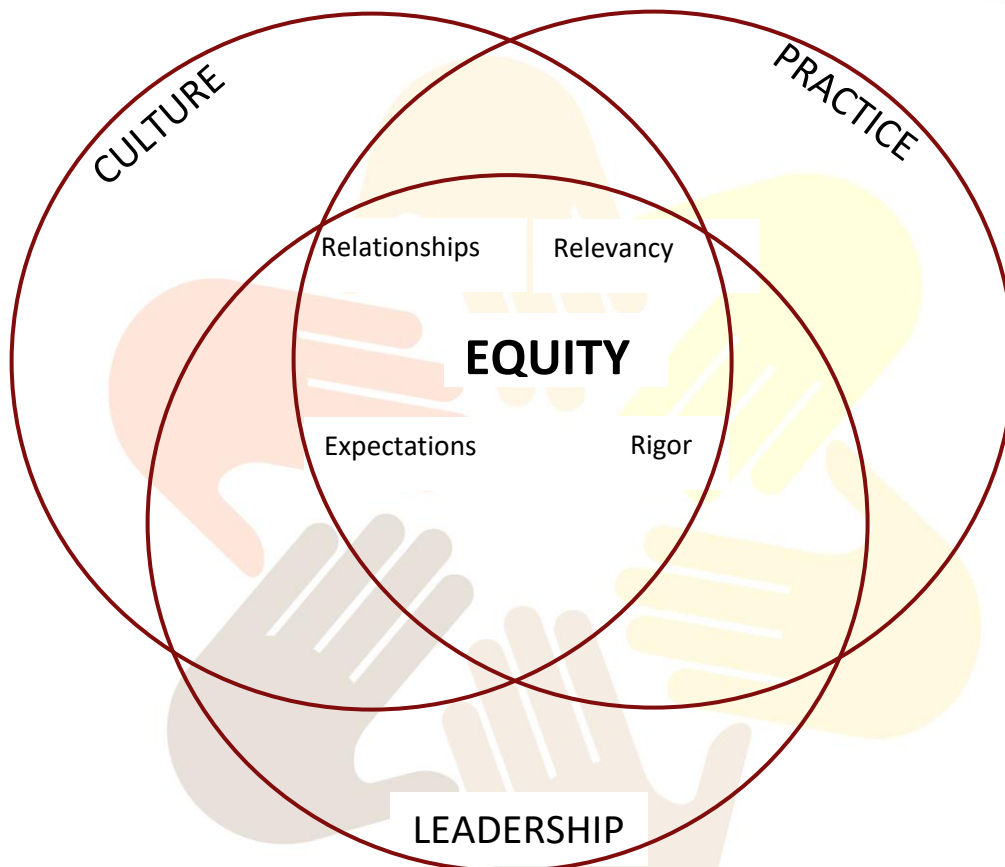 CULTURE
PRACTICE
Relationships
Relevancy
EQUITY
Expectations
Rigor
LEADERSHIP